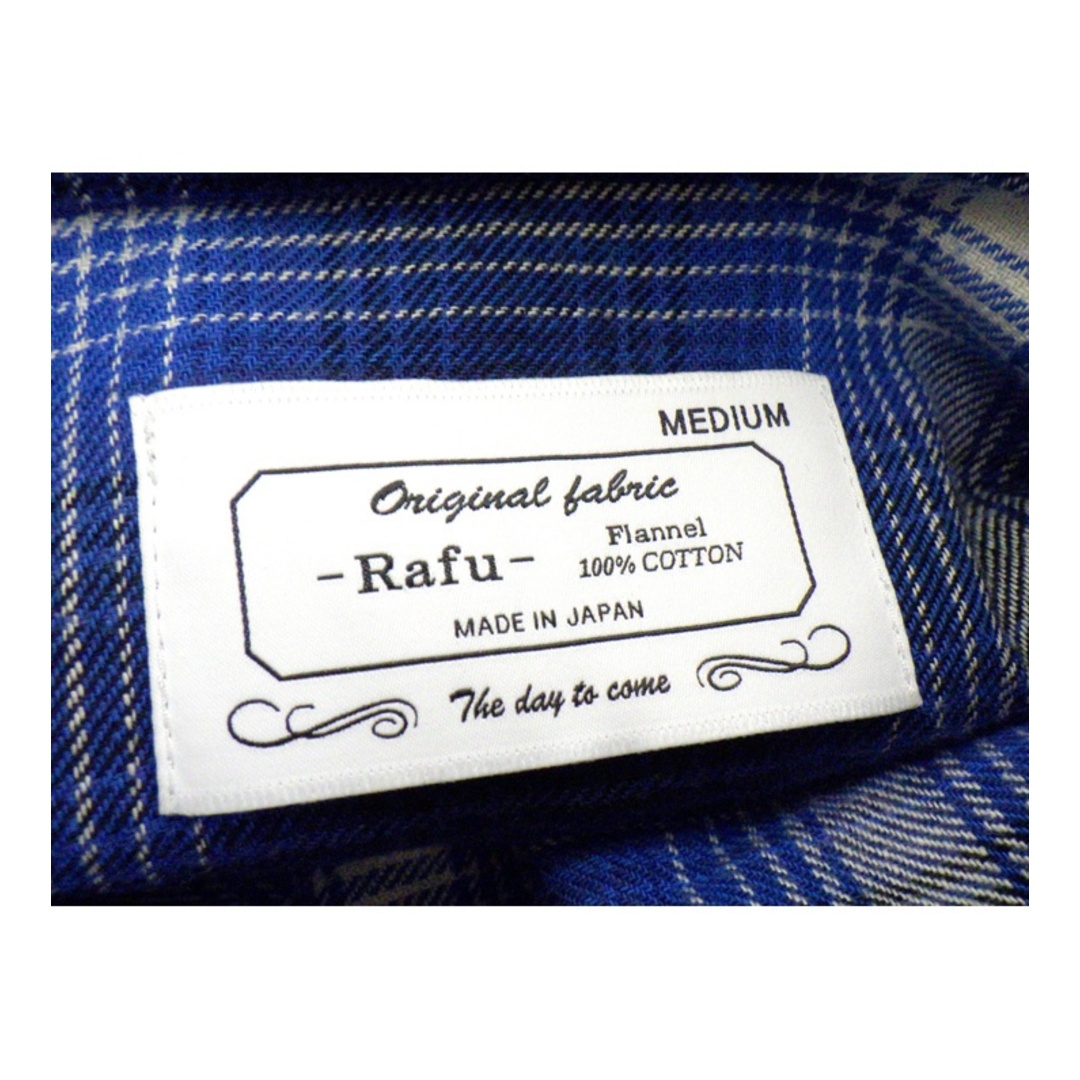 MEDIUM
Original fabric
-Rafu-
Flannel
100% COTTON
MADE IN JAPAN
The day to come